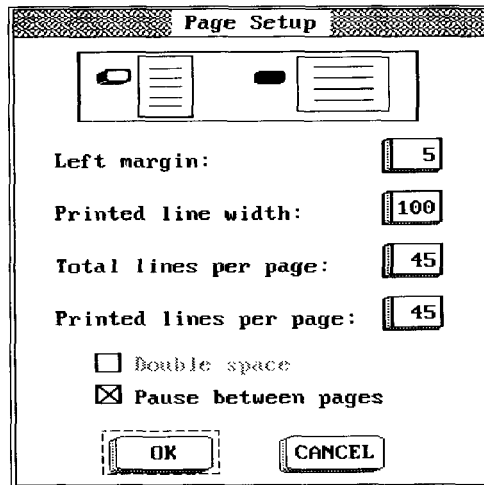 Page Setup
Left margin: 5
Printed line width: 100
Total lines per page: 45
Printed lines per page: 45
Double space
Pause between pages
OK CANCEL